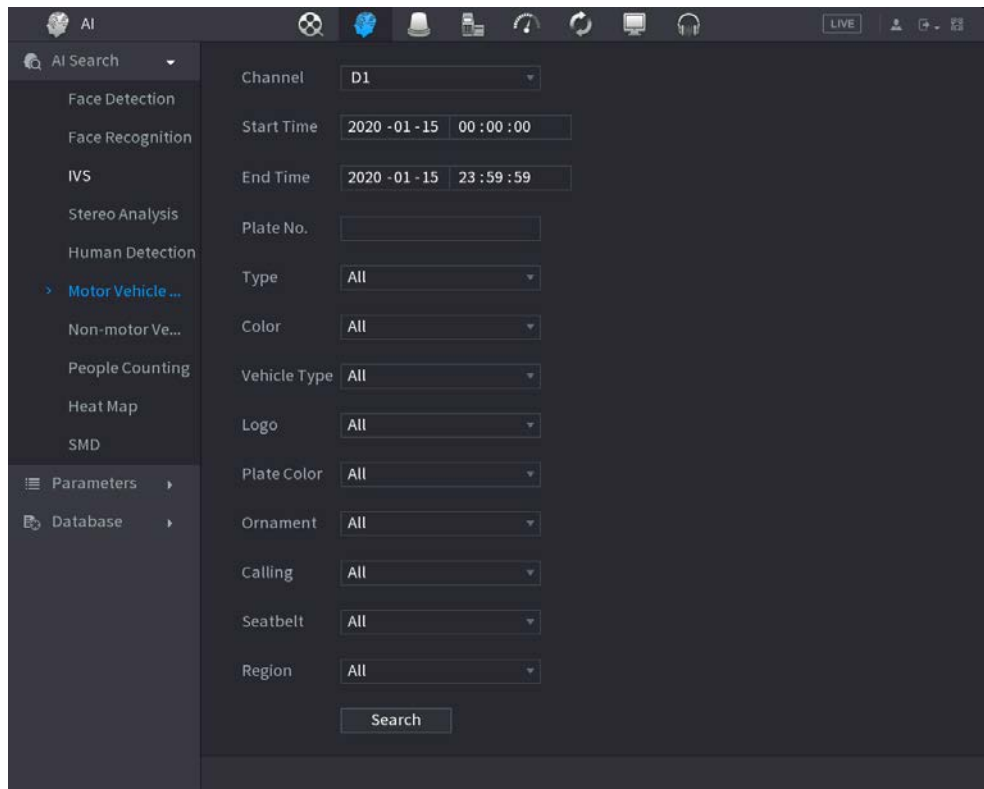 AI
LIVE
AI Search
Face Detection
Face Recognition
IVS
Stereo Analysis
Human Detection
Motor Vehicle ...
Non-motor Ve...
People Counting
Heat Map
SMD
Parameters
Database
Channel D1
Start Time 2020 -01 -15 00 :00 :00
End Time 2020 -01 -15 23 :59 :59
Plate No.
Type All
Color All
Vehicle Type All
Logo All
Plate Color All
Ornament All
Calling All
Seatbelt All
Region All
Search